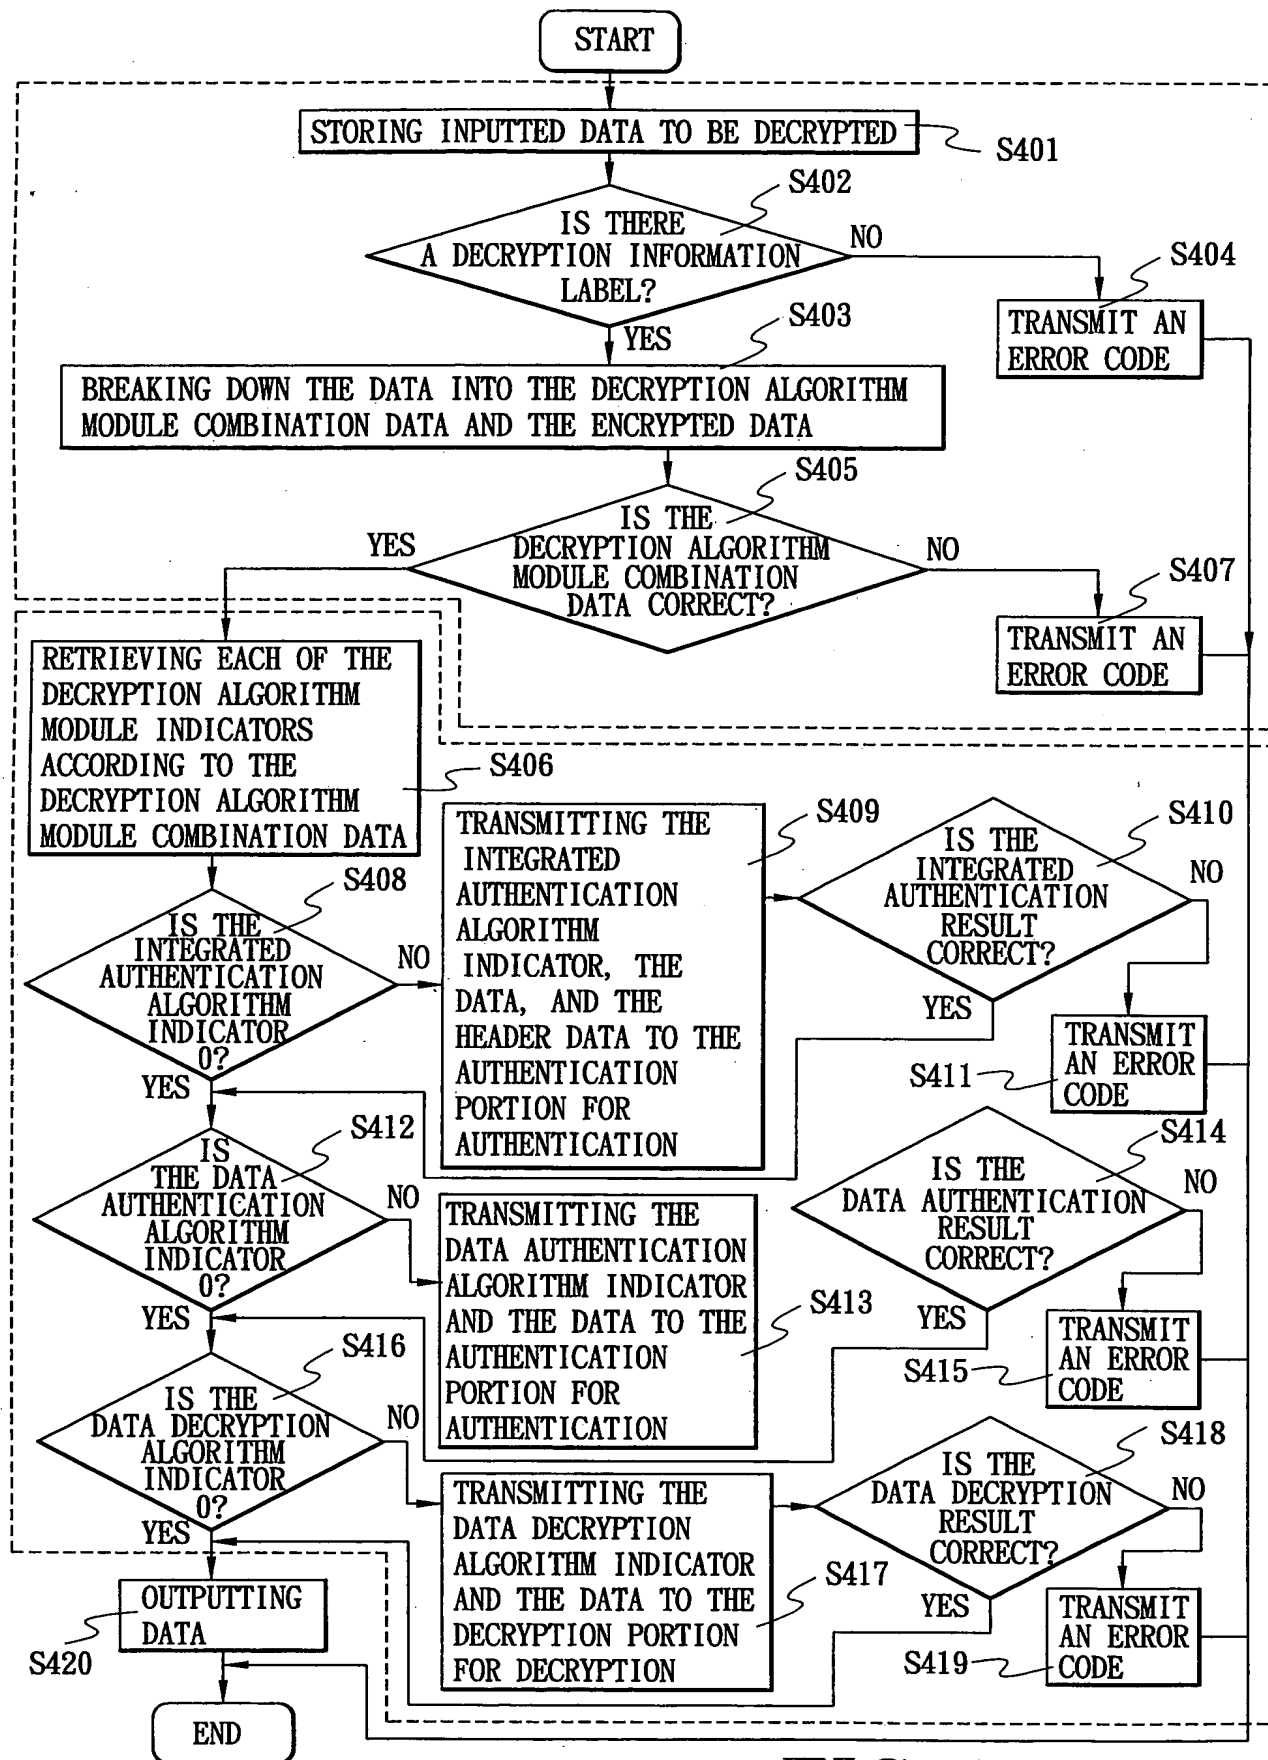 START
STORING INPUTTED DATA TO BE DECRYPTED
S401
S402
IS THERE
A DECRYPTION INFORMATION
LABEL?
NO
S404
TRANSMIT AN
ERROR CODE
YES
S403
BREAKING DOWN THE DATA INTO THE DECRYPTION ALGORITHM
MODULE COMBINATION DATA AND THE ENCRYPTED DATA
S405
IS THE
DECRYPTION ALGORITHM
MODULE COMBINATION
DATA CORRECT?
YES
NO
S407
TRANSMIT AN
ERROR CODE
RETRIEVING EACH OF THE
DECRYPTION ALGORITHM
MODULE INDICATORS
ACCORDING TO THE
DECRYPTION ALGORITHM
MODULE COMBINATION DATA
S406
S408
IS THE
INTEGRATED
AUTHENTICATION
ALGORITHM
INDICATOR
0?
NO
YES
TRANSMITTING THE
INTEGRATED
AUTHENTICATION
ALGORITHM
INDICATOR, THE
DATA, AND THE
HEADER DATA TO THE
AUTHENTICATION
PORTION FOR
AUTHENTICATION
S409
S410
IS THE
INTEGRATED
AUTHENTICATION
RESULT
CORRECT?
NO
YES
TRANSMIT
AN ERROR
CODE
S411
S412
IS
THE DATA
AUTHENTICATION
ALGORITHM
INDICATOR
0?
NO
YES
TRANSMITTING THE
DATA AUTHENTICATION
ALGORITHM INDICATOR
AND THE DATA TO THE
AUTHENTICATION
PORTION FOR
AUTHENTICATION
S413
S414
IS THE
DATA AUTHENTICATION
RESULT
CORRECT?
NO
YES
TRANSMIT
AN ERROR
CODE
S415
S416
IS THE
DATA DECRYPTION
ALGORITHM
INDICATOR
0?
NO
YES
TRANSMITTING THE
DATA DECRYPTION
ALGORITHM INDICATOR
AND THE DATA TO THE
DECRYPTION PORTION
FOR DECRYPTION
S417
S418
IS THE
DATA DECRYPTION
RESULT
CORRECT?
NO
YES
TRANSMIT
AN ERROR
CODE
S419
OUTPUTTING
DATA
S420
END